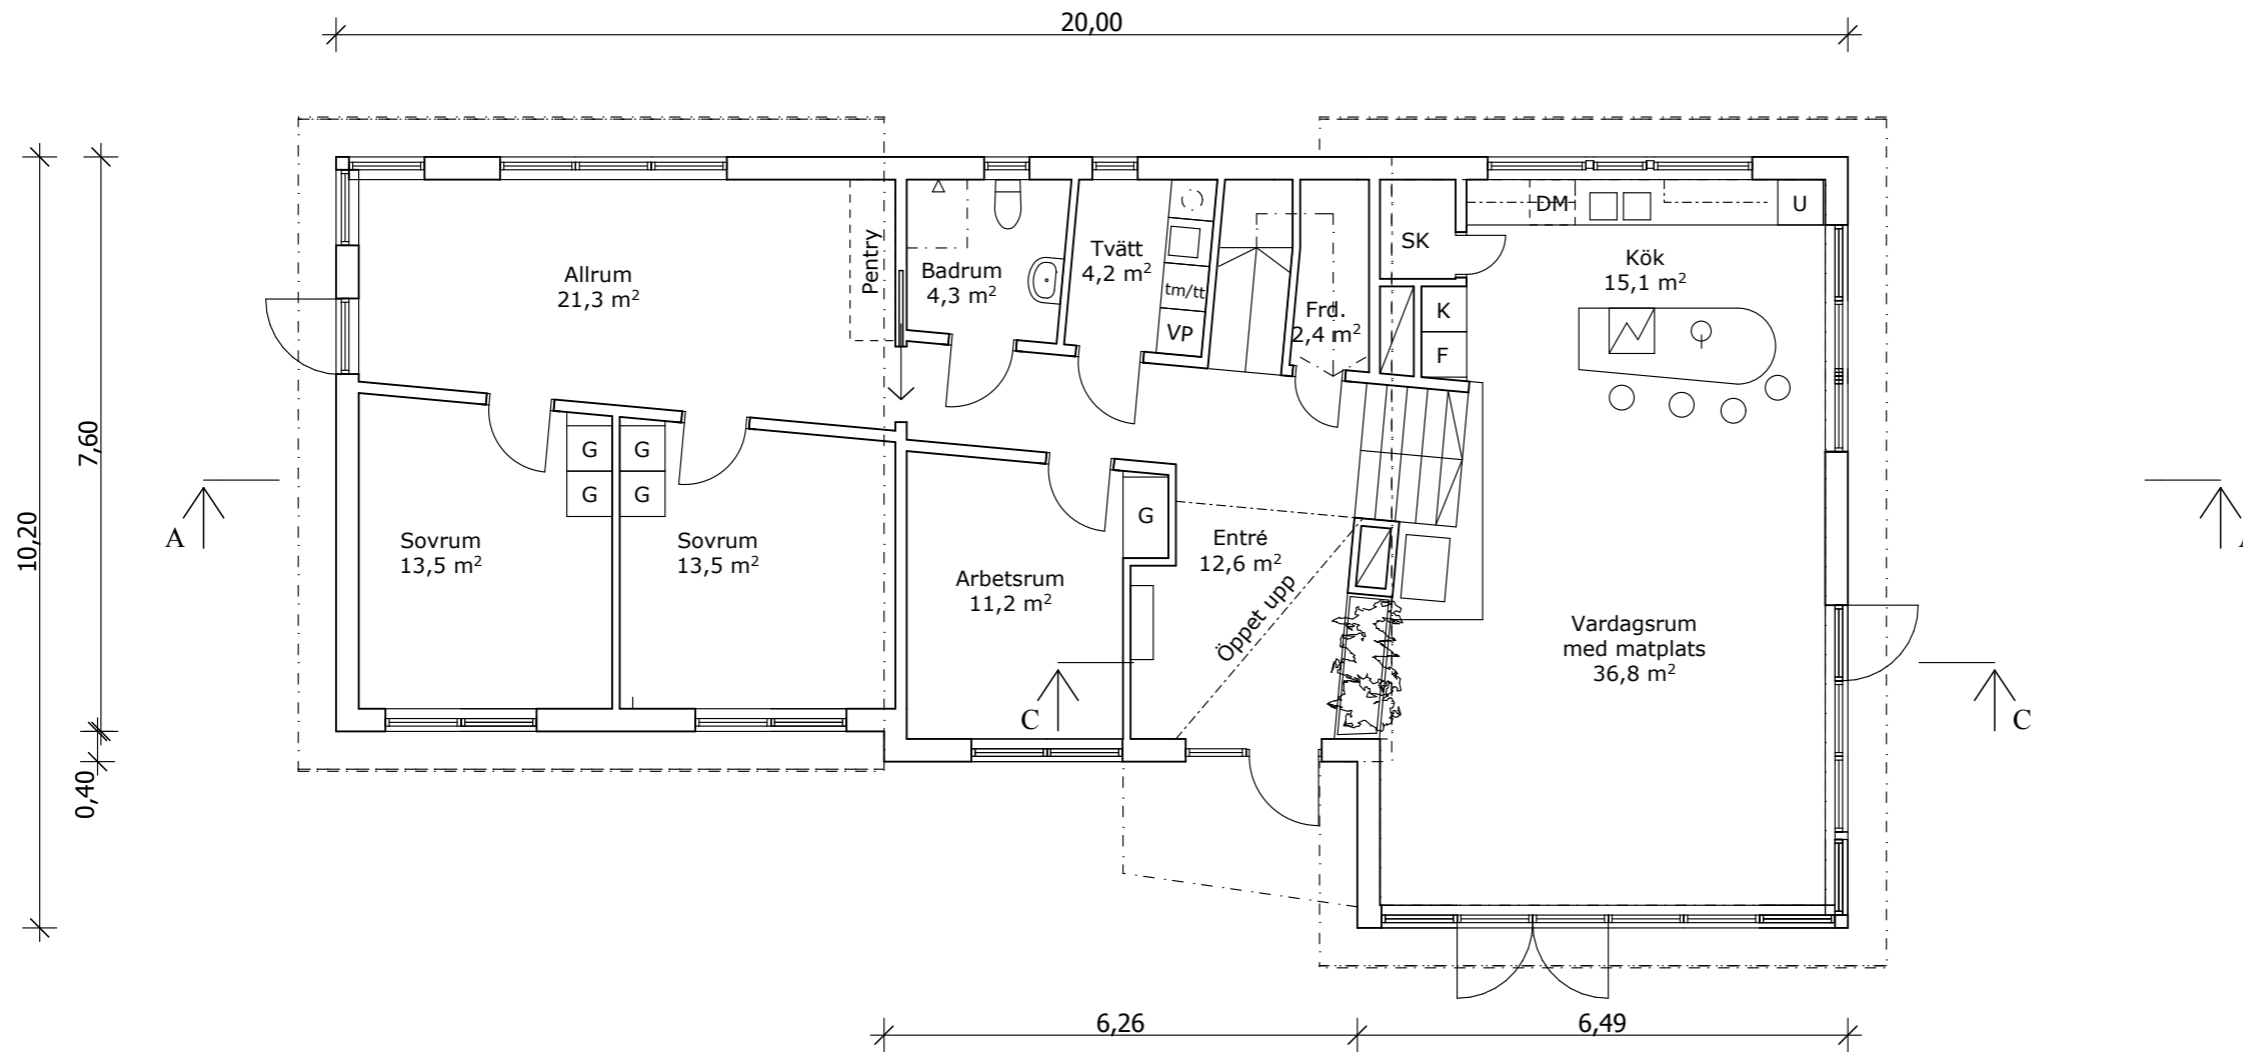 20,00
Pentry
Badrum
4,3 m²
Tvätt
4,2 m²
tm/tt
VP
Frd.
2,4 m²
SK
DM
U
Kök
15,1 m²
K
F
Allrum
21,3 m²
7,60
10,20
0,40
A
G
G
G
G
Sovrum
13,5 m²
Sovrum
13,5 m²
Arbetsrum
11,2 m²
G
Entré
12,6 m²
Öppet upp
Vardagsrum
med matplats
36,8 m²
C
C
6,26
6,49